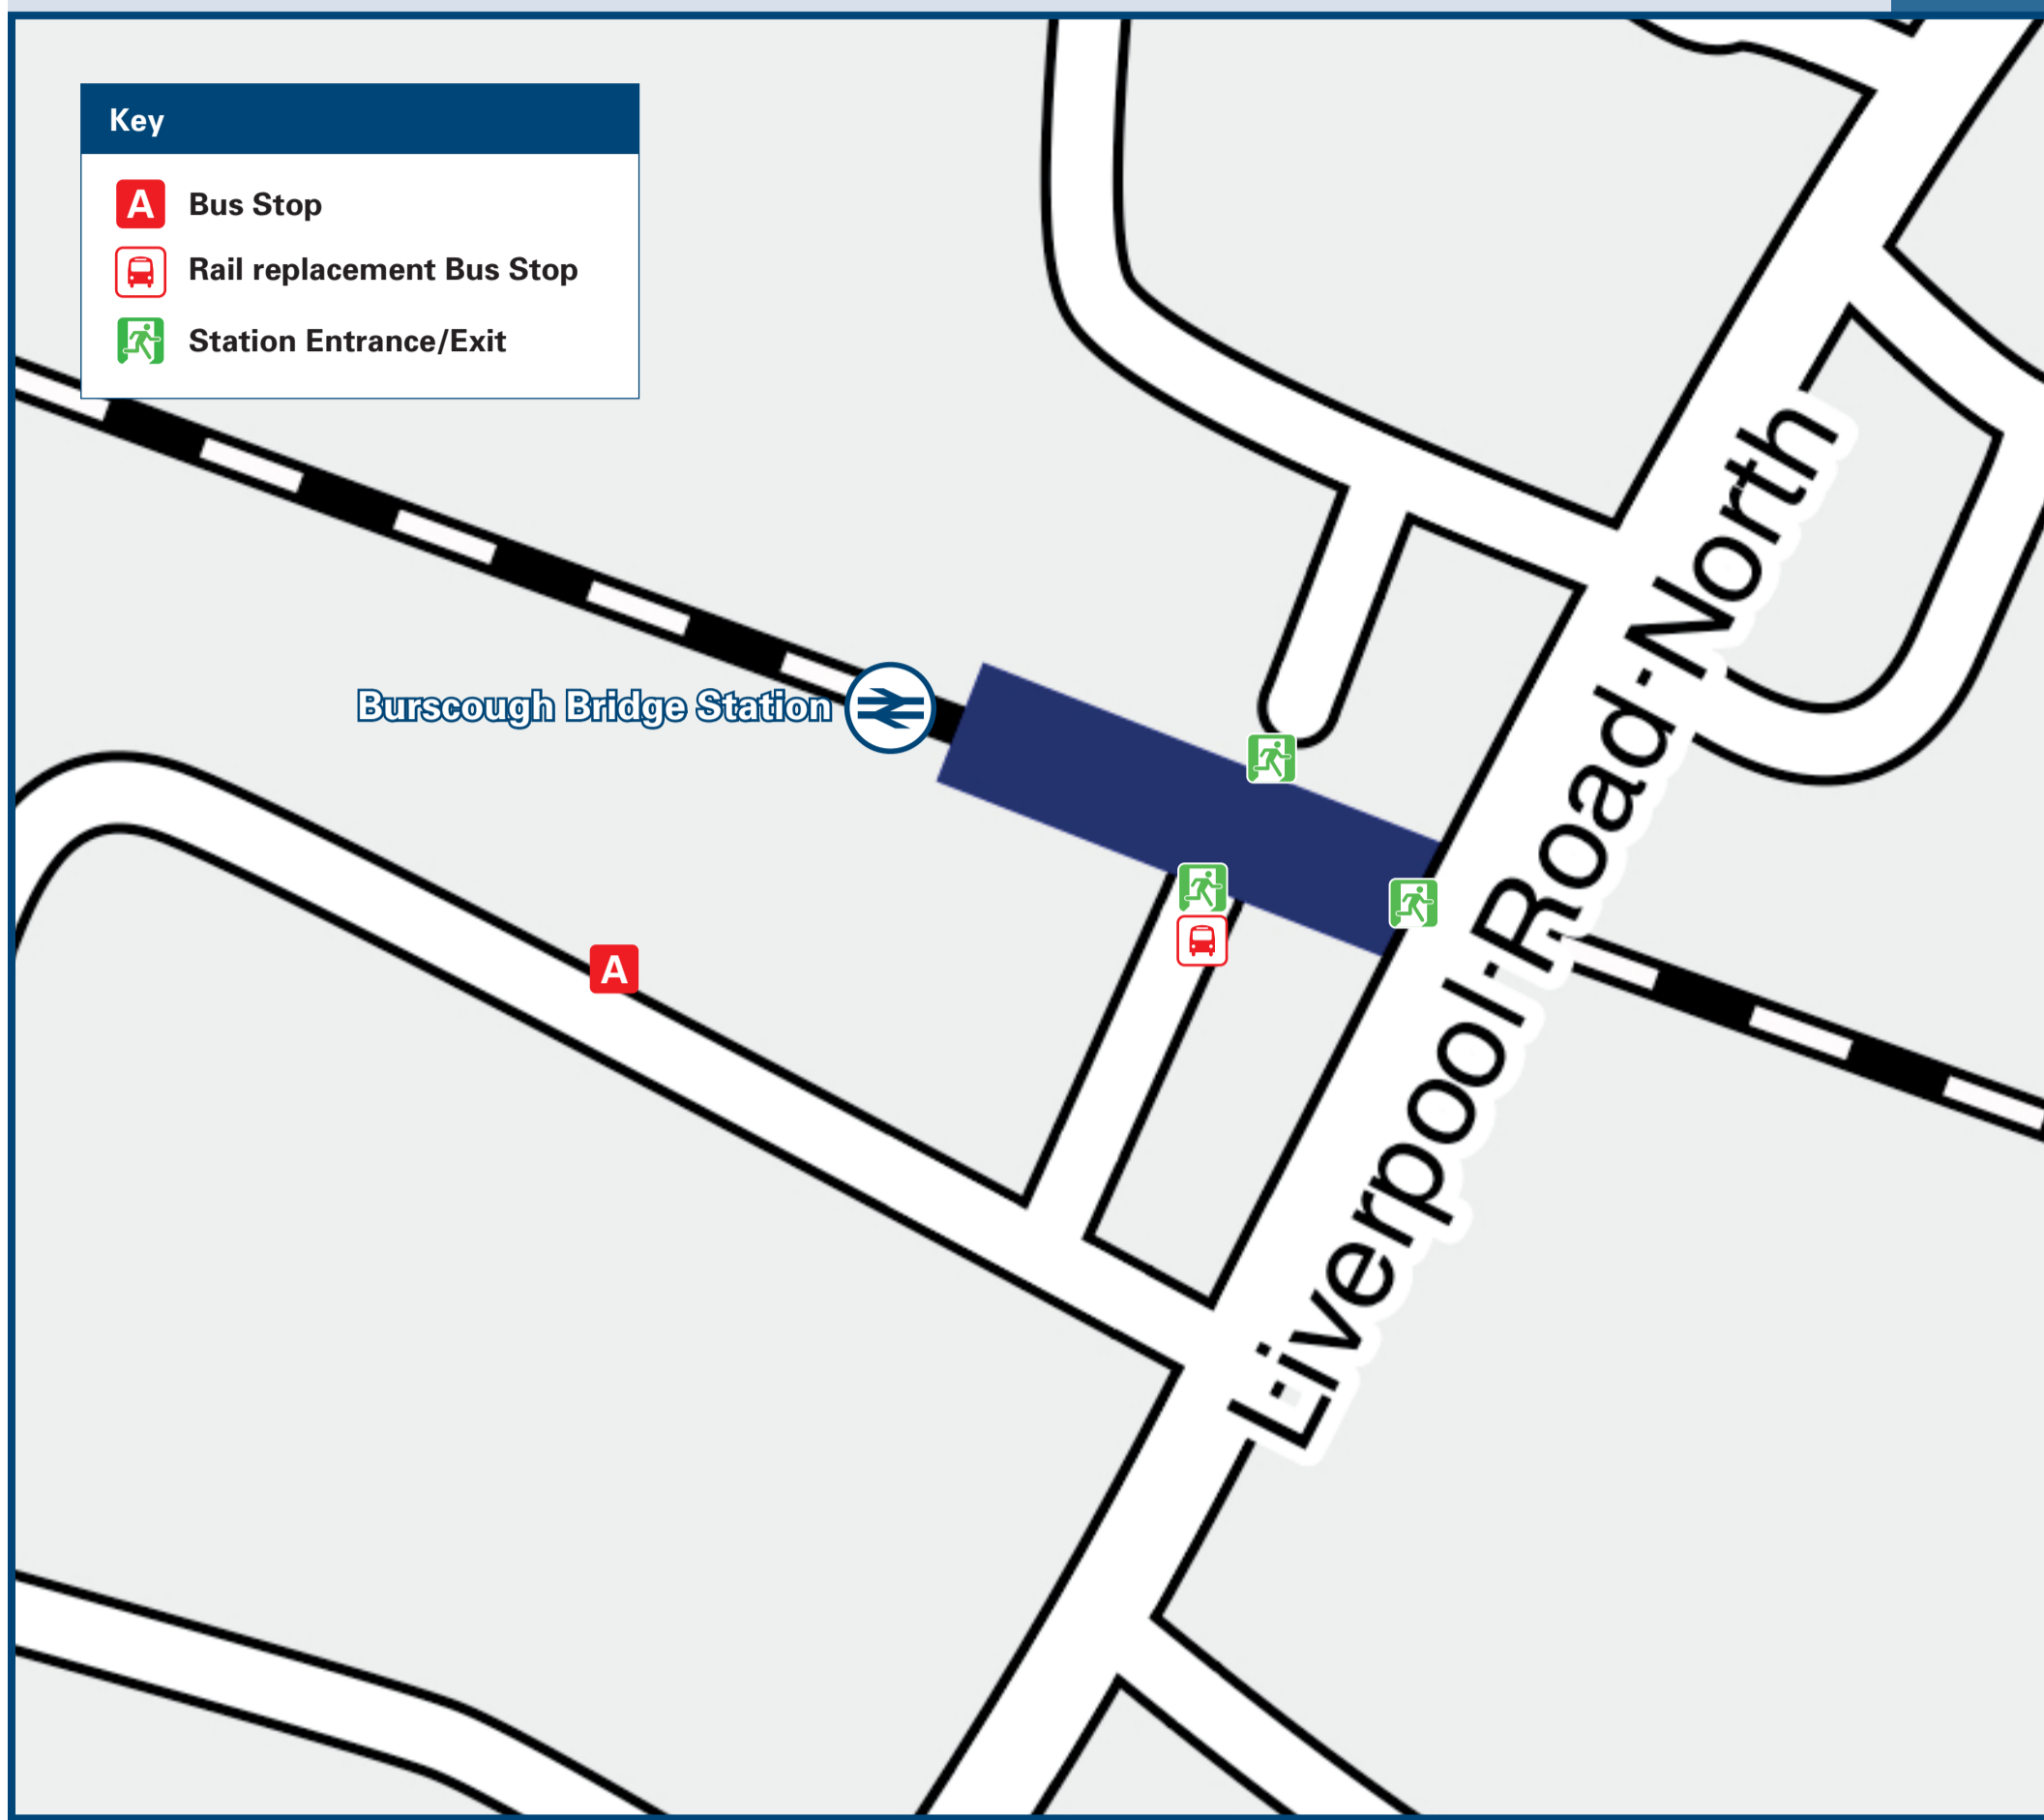 Key
A Bus Stop
Rail replacement Bus Stop
Station Entrance/Exit
Burscough Bridge Station
A
Liverpool Road North